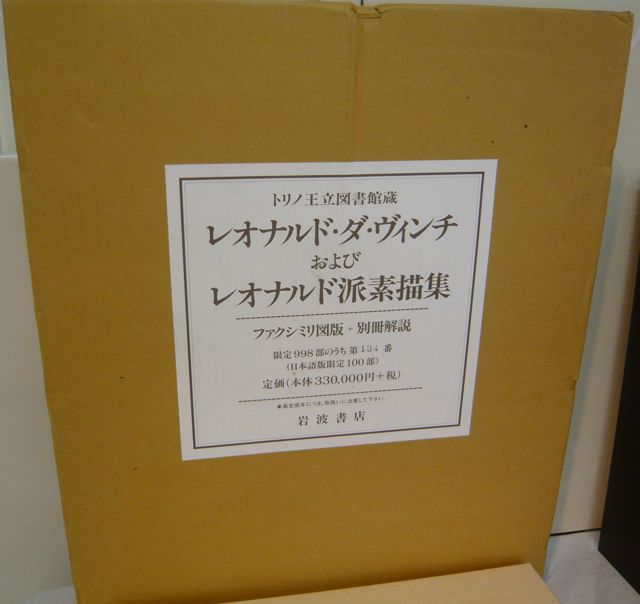 トリノ王立図書館蔵
レオナルド・ダ・ヴィンチ
および
レオナルド派素描集
ファクシミリ図版 + 別冊解説
限定998部のうち 第134番
(日本語版限定100部)
定価(本体330,000円+税)
岩波書店